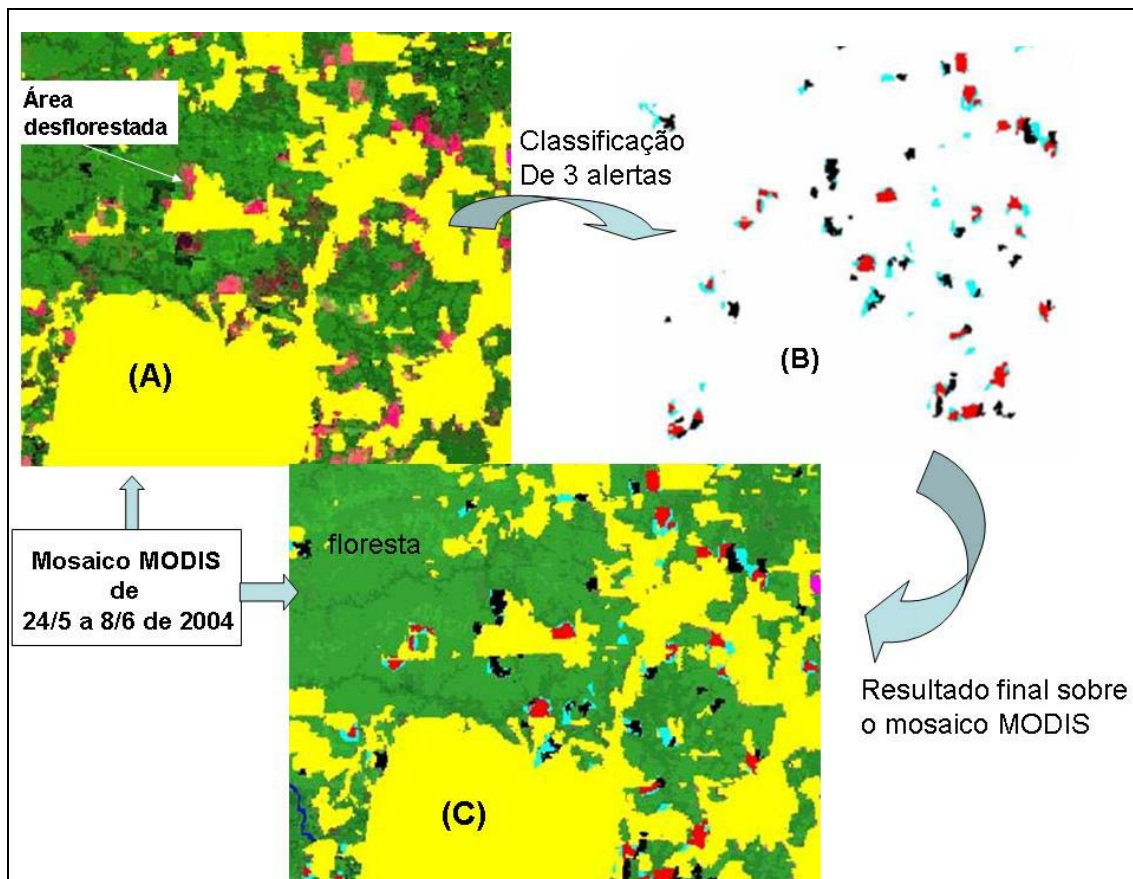 Área
desflorestada
Classificação
De 3 alertas
(A)
(B)
Mosaico MODIS
de
24/5 a 8/6 de 2004
floresta
(C)
Resultado final sobre
o mosaico MODIS